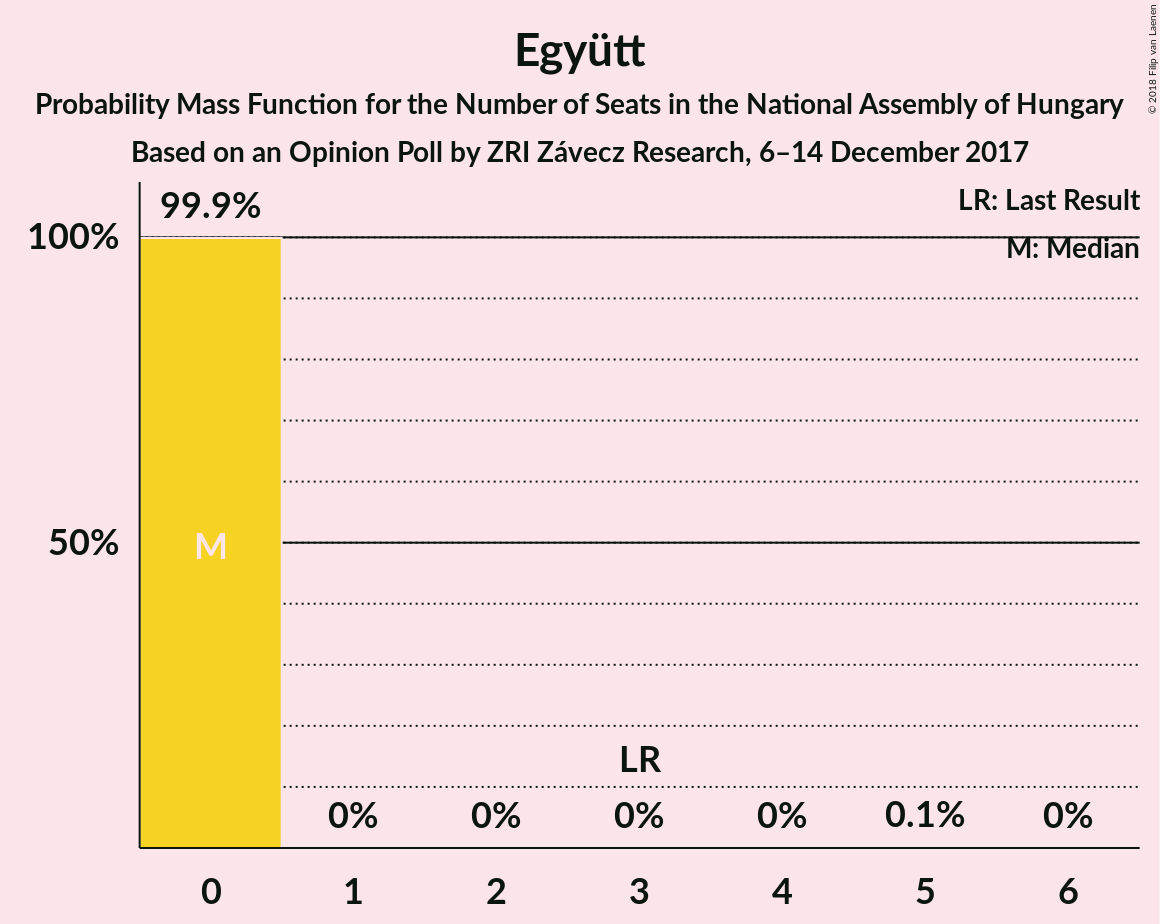 Együtt
Probability Mass Function for the Number of Seats in the National Assembly of Hungary
Based on an Opinion Poll by ZRI Závecz Research, 6–14 December 2017
© 2018 Filip van Laenen
LR: Last Result
M: Median
99.9%
100%
50%
M
LR
0% 0% 0% 0% 0.1% 0%
0 1 2 3 4 5 6